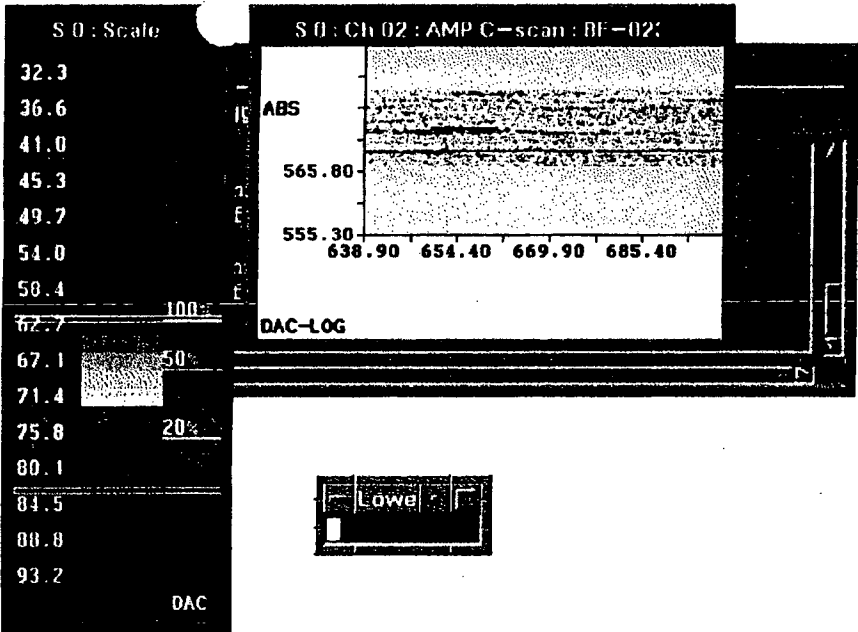 S 0 : Scale
32.3
36.6
41.0
45.3
49.7
54.0
58.4
62.7
67.1
71.4
75.8
80.1
84.5
88.8
93.2
100%
50%
20%
DAC
S 0 : Ch 02 : AMP C-scan : BF-02
ABS
565.80
555.30
638.90 654.40 669.90 685.40
DAC-LOG
Lowe